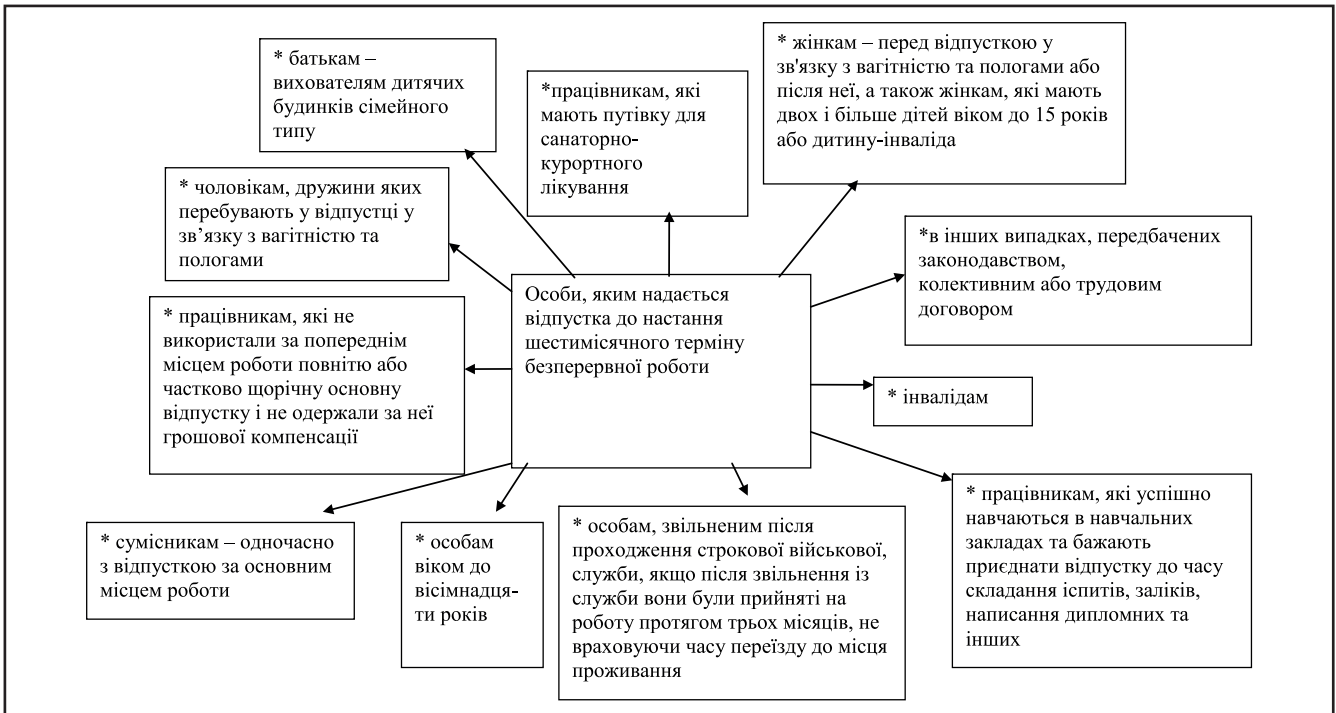 * батькам –
вихователям дитячих
будинків сімейного
типу
*працівникам, які
мають путівку для
санаторно-
курортного
лікування
* жінкам – перед відпусткою у
зв'язку з вагітністю та пологами або
після неї, а також жінкам, які мають
двох і більше дітей віком до 15 років
або дитину-інваліда
* чоловікам, дружини яких
перебувають у відпустці у
зв’язку з вагітністю та
пологами
*в інших випадках, передбачених
законодавством,
колективним або трудовим
договором
Особи, яким надається
відпустка до настання
шестимісячного терміну
безперервної роботи
* працівникам, які не
використали за попереднім
місцем роботи повнітю або
частково щорічну основну
відпустку і не одержали за неї
грошової компенсації
* інвалідам
* сумісникам – одночасно
з відпусткою за основним
місцем роботи
* особам
віком до
вісімнадця-
ти років
* особам, звільненим після
проходження строкової військової,
служби, якщо після звільнення із
служби вони були прийняті на
роботу протягом трьох місяців, не
враховуючи часу переїзду до місця
проживання
* працівникам, які успішно
навчаються в навчальних
закладах та бажають
приєднати відпустку до часу
складання іспитів, заліків,
написання дипломних та
інших